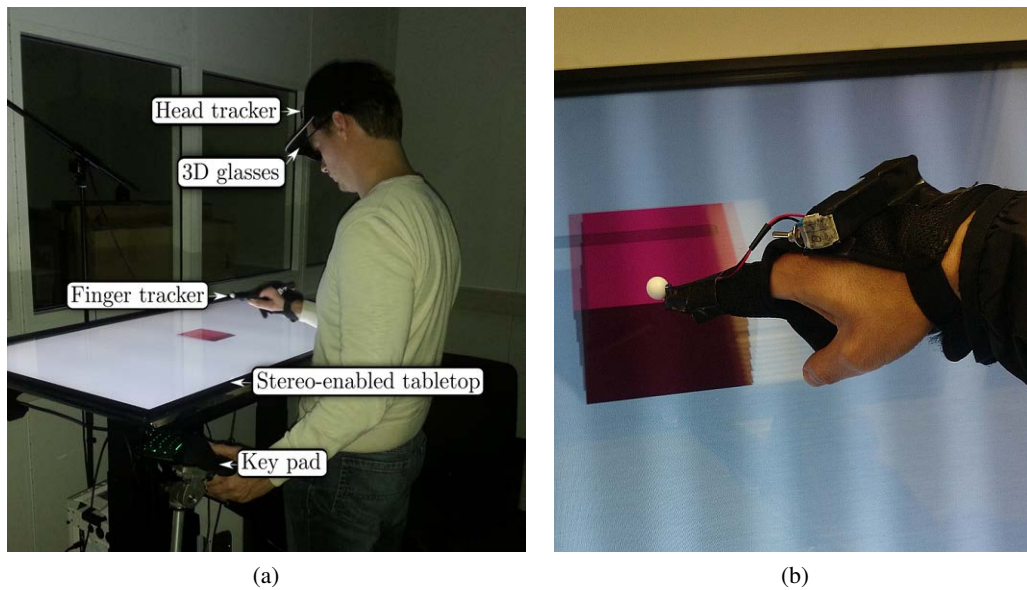 Head tracker
3D glasses
Finger tracker
Stereo-enabled tabletop
Key pad
(a)
(b)